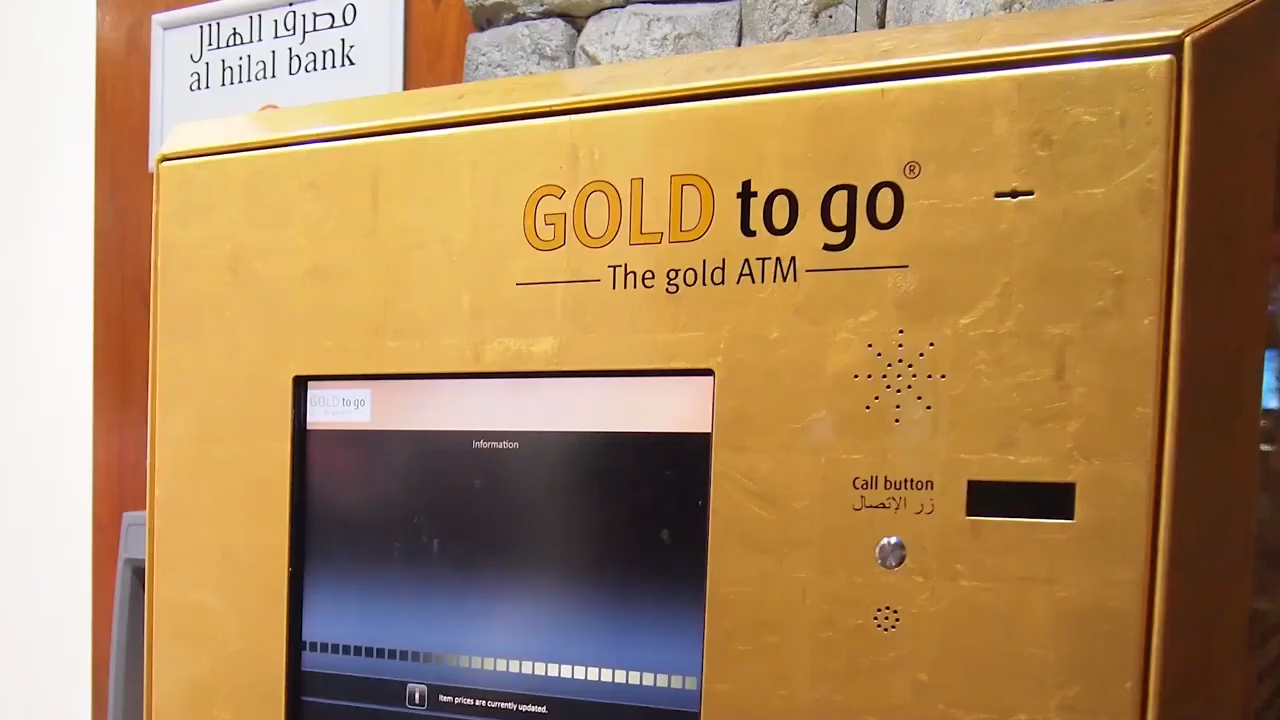 مصرف الهلال
al hilal bank
GOLD to go®
The gold ATM
GOLD to go
Information
Call button
زر الإتصال
Item prices are currently updated.